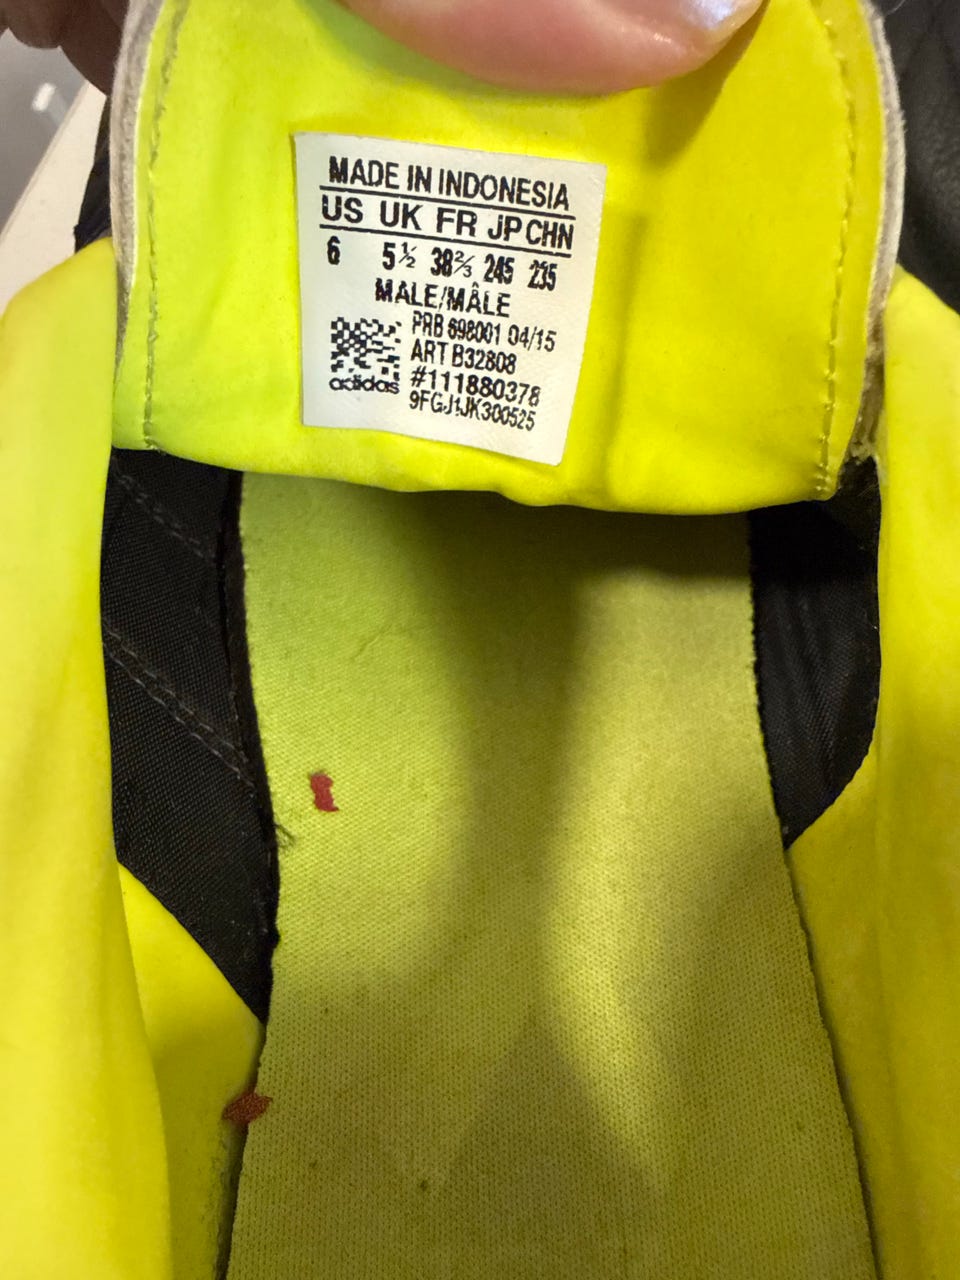 MADE IN INDONESIA
US UK FR JP CHN
6 5½ 38⅔ 245 235
MALE/MÂLE
PRB 698001 04/15
ART B32808
#111880378
9FGJ1JK300525
adidas